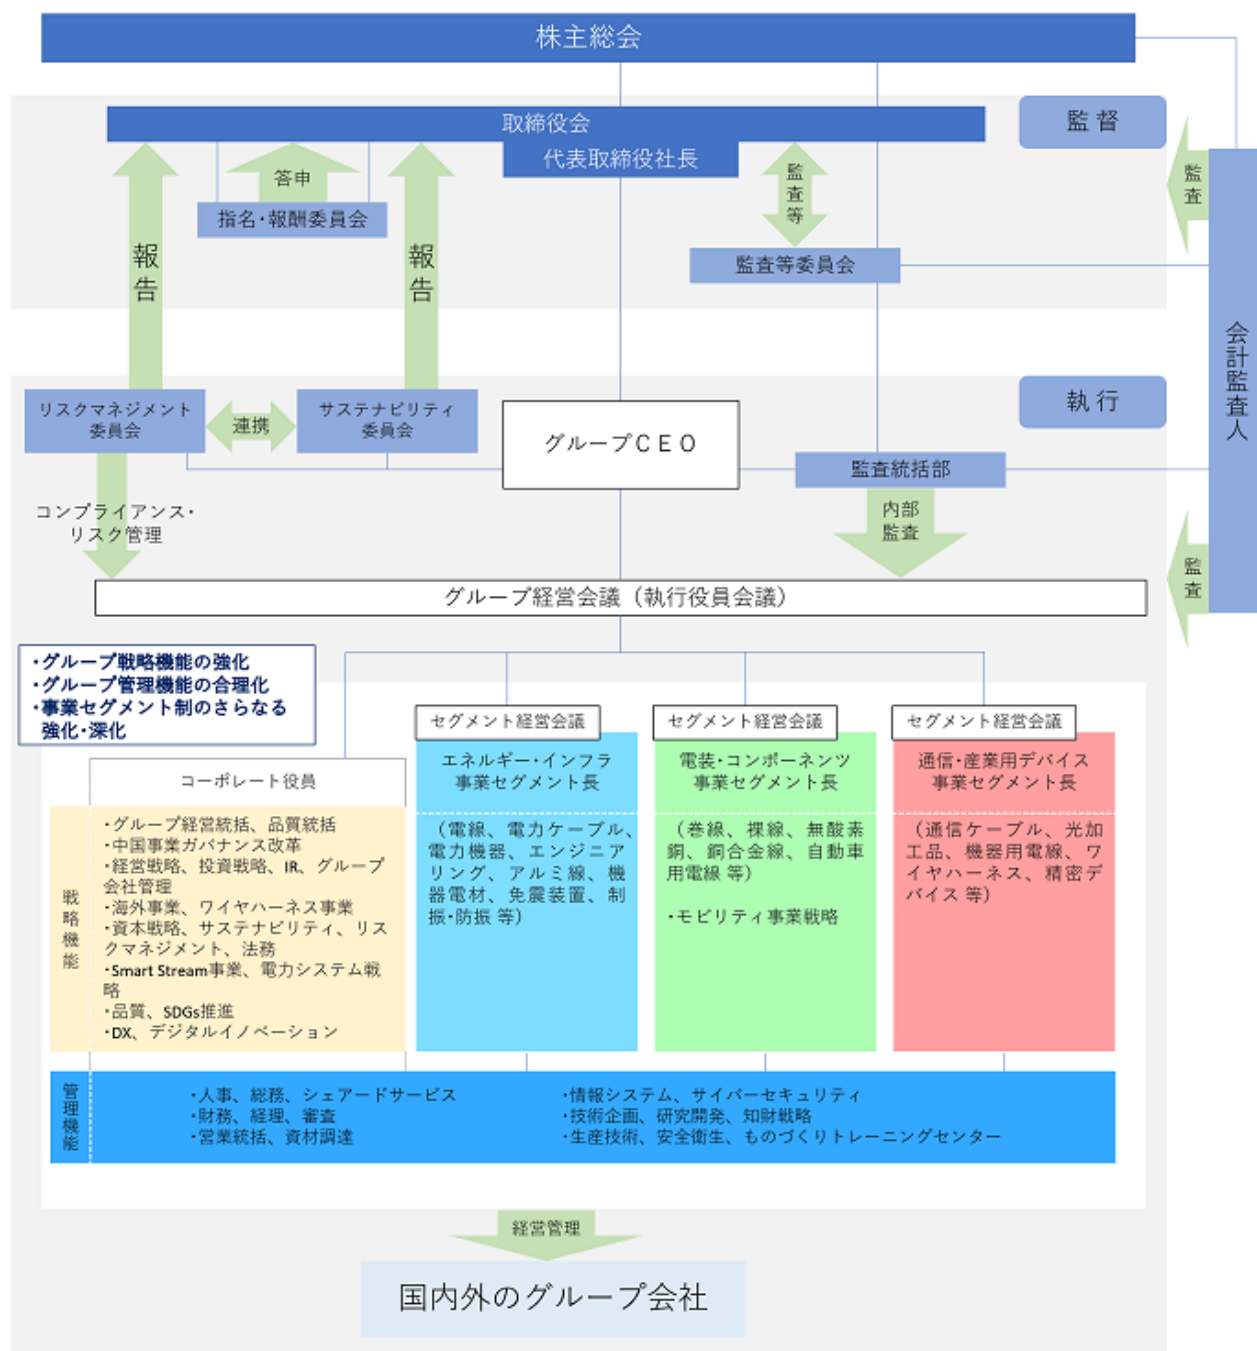 株主総会
取締役会
代表取締役社長
監督
答申
指名・報酬委員会
監査等
監査等委員会
監査
報告
報告
会計監査人
執行
リスクマネジメント
委員会
連携
サステナビリティ
委員会
グループCEO
監査統括部
コンプライアンス・
リスク管理
内部
監査
監査
グループ経営会議（執行役員会議）
・グループ戦略機能の強化
・グループ管理機能の合理化
・事業セグメント制のさらなる
強化・深化
コーポレート役員
戦略機能
・グループ経営統括、品質統括
・中国事業ガバナンス改革
・経営戦略、投資戦略、IR、グループ
会社管理
・海外事業、ワイヤハーネス事業
・資本戦略、サステナビリティ、リス
クマネジメント、法務
・Smart Stream事業、電力システム戦
略
・品質、SDGs推進
・DX、デジタルイノベーション
セグメント経営会議
エネルギー・インフラ
事業セグメント長
（電線、電力ケーブル、
電力機器、エンジニア
リング、アルミ線、機
器電材、免震装置、制
振・防振 等）
セグメント経営会議
電装・コンポーネンツ
事業セグメント長
（巻線、裸線、無酸素
銅、銅合金線、自動車
用電線 等）
・モビリティ事業戦略
セグメント経営会議
通信・産業用デバイス
事業セグメント長
（通信ケーブル、光加
工品、機器用電線、ワ
イヤハーネス、精密デ
バイス 等）
管理機能
・人事、総務、シェアードサービス
・財務、経理、審査
・営業統括、資材調達
・情報システム、サイバーセキュリティ
・技術企画、研究開発、知財戦略
・生産技術、安全衛生、ものづくりトレーニングセンター
経営管理
国内外のグループ会社